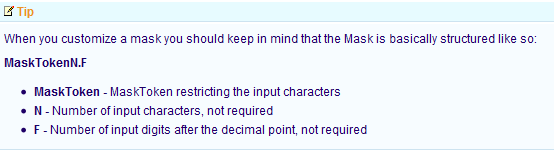 Tip
When you customize a mask you should keep in mind that the Mask is basically structured like so:
MaskTokenN.F
• MaskToken - MaskToken restricting the input characters
• N - Number of input characters, not required
• F - Number of input digits after the decimal point, not required